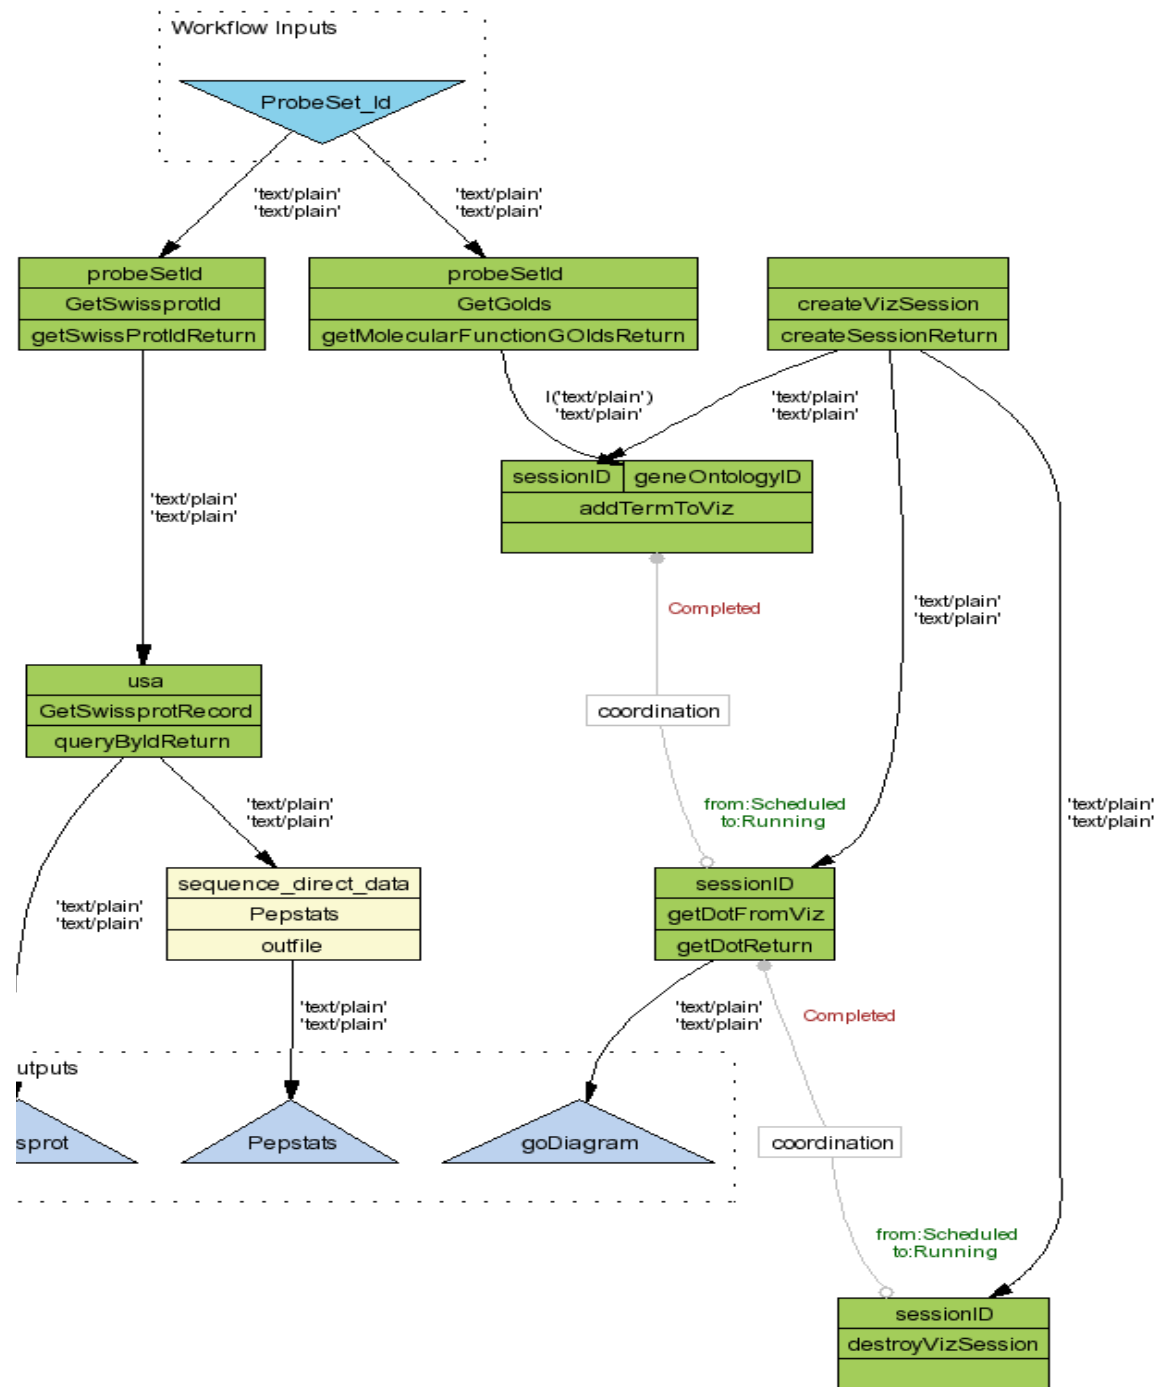 Workflow Inputs
ProbeSet_Id
'text/plain'
'text/plain'
'text/plain'
'text/plain'
probeSetId
GetSwissprotId
getSwissProtIdReturn
probeSetId
GetGoIds
getMolecularFunctionGOIdsReturn
createVizSession
createSessionReturn
l('text/plain')
'text/plain'
'text/plain'
'text/plain'
sessionID geneOntologyID
addTermToViz
'text/plain'
'text/plain'
Completed
'text/plain'
'text/plain'
usa
GetSwissprotRecord
queryByIdReturn
coordination
'text/plain'
'text/plain'
from:Scheduled
to:Running
'text/plain'
'text/plain'
'text/plain'
'text/plain'
sequence_direct_data
Pepstats
outfile
sessionID
getDotFromViz
getDotReturn
'text/plain'
'text/plain'
'text/plain'
'text/plain'
Completed
utputs
sprot
Pepstats
goDiagram
coordination
from:Scheduled
to:Running
sessionID
destroyVizSession